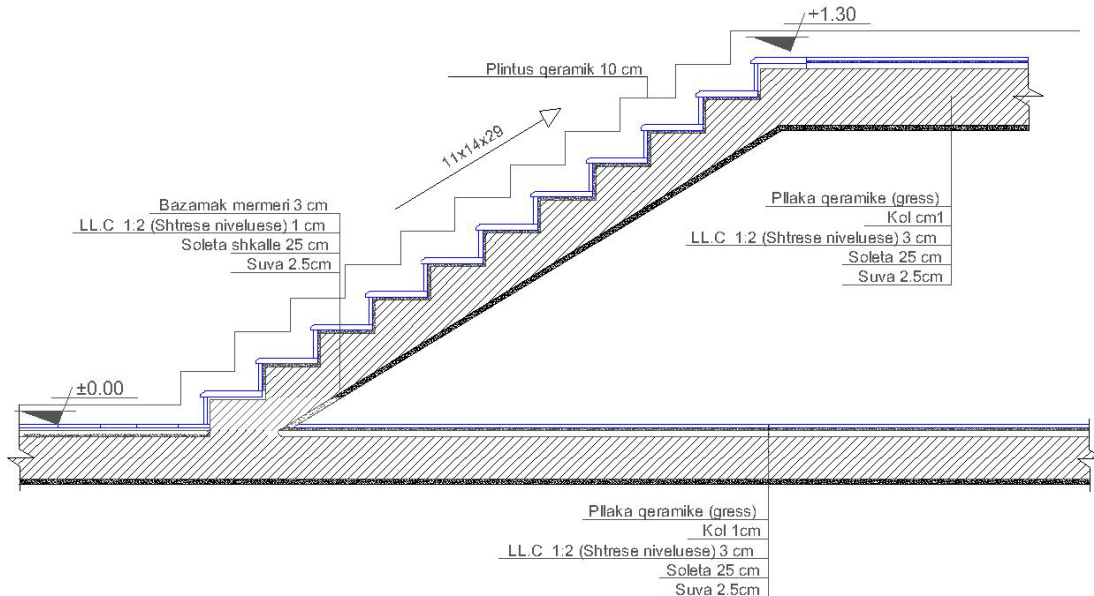 +1.30
Plintus qeramik 10 cm
11x14x29
Bazamak mermeri 3 cm
LL.C 1:2 (Shtrese niveluese) 1 cm
Soleta shkalle 25 cm
Suva 2.5cm
Pllaka qeramike (gress)
Kol cm1
LL.C 1:2 (Shtrese niveluese) 3 cm
Soleta 25 cm
Suva 2.5cm
±0.00
Pllaka qeramike (gress)
Kol 1cm
LL.C 1:2 (Shtrese niveluese) 3 cm
Soleta 25 cm
Suva 2.5cm